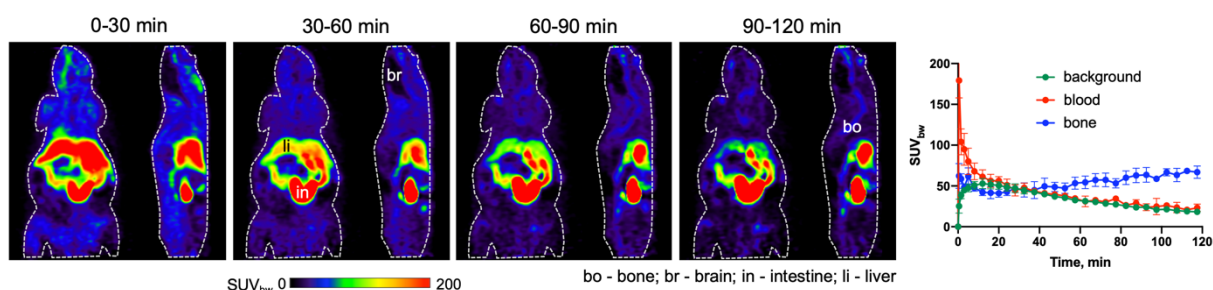 0-30 min
30-60 min
60-90 min
90-120 min
br
li
in
bo
SUVbw 0 200
bo - bone; br - brain; in - intestine; li - liver
200
150
100
50
0
SUVbw
background
blood
bone
0 20 40 60 80 100 120
Time, min